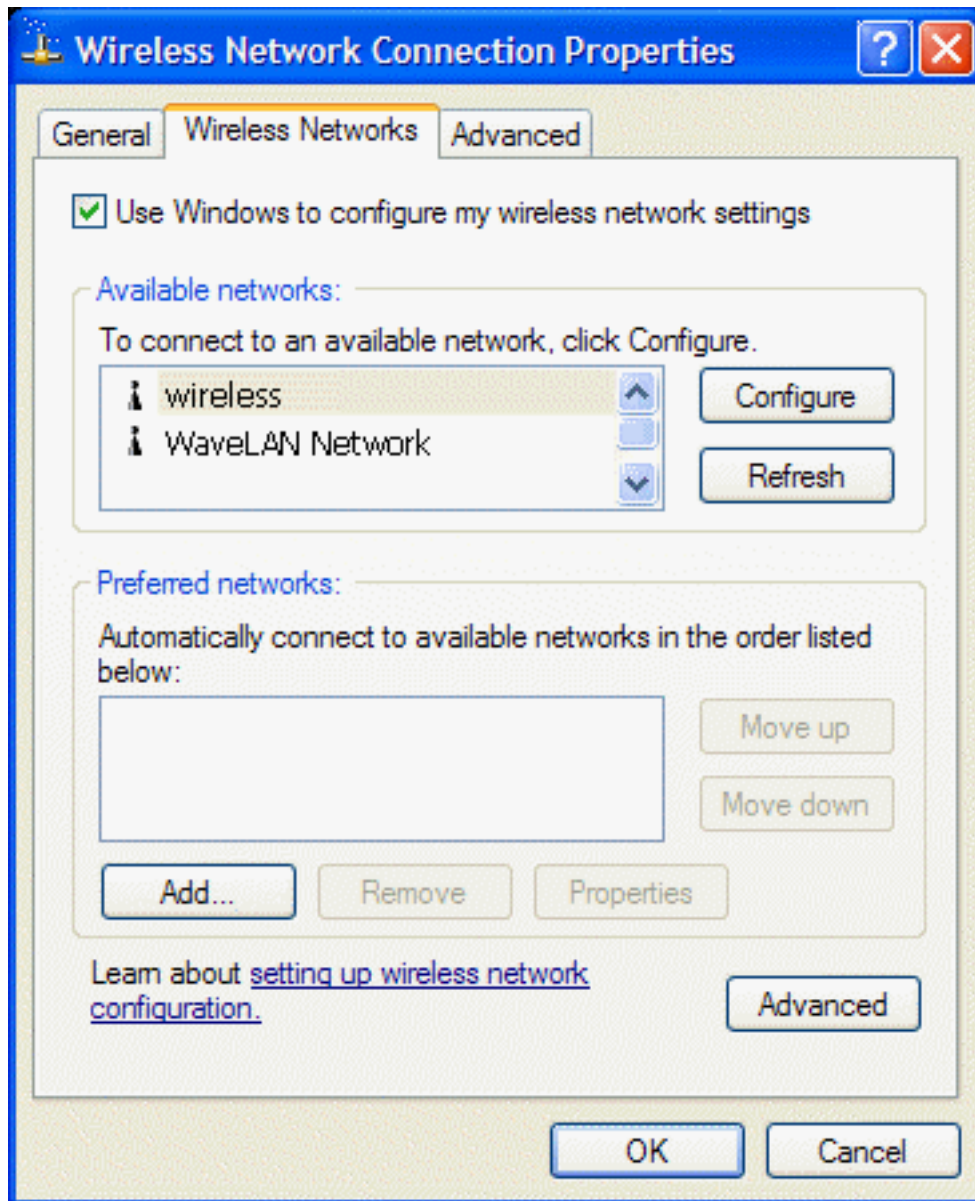 Wireless Network Connection Properties
General Wireless Networks Advanced
Use Windows to configure my wireless network settings
Available networks:
To connect to an available network, click Configure.
wireless
WaveLAN Network
Configure
Refresh
Preferred networks:
Automatically connect to available networks in the order listed
below:
Move up
Move down
Add... Remove Properties
Learn about setting up wireless network
configuration.
Advanced
OK Cancel